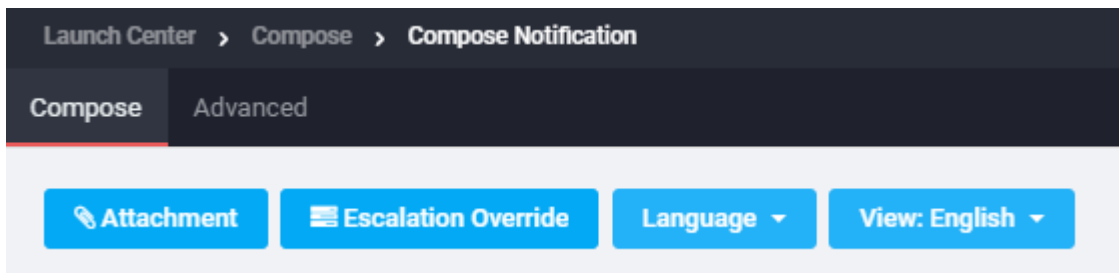 Launch Center > Compose > Compose Notification
Compose Advanced
Attachment Escalation Override Language View: English